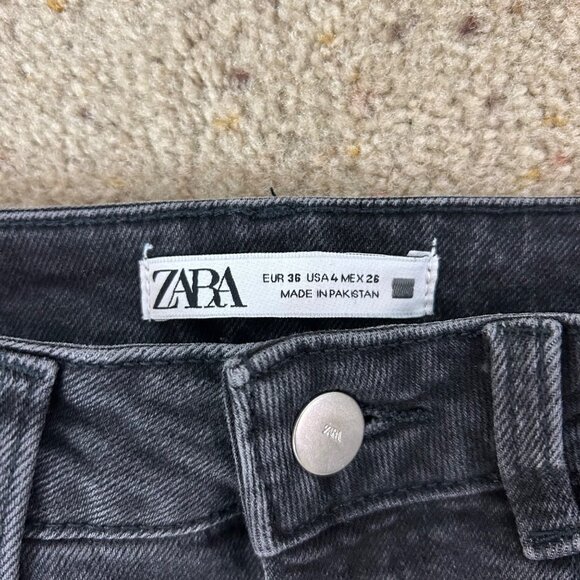 ZARA
EUR 36 USA 4 MEX 26
MADE IN PAKISTAN
ZARA